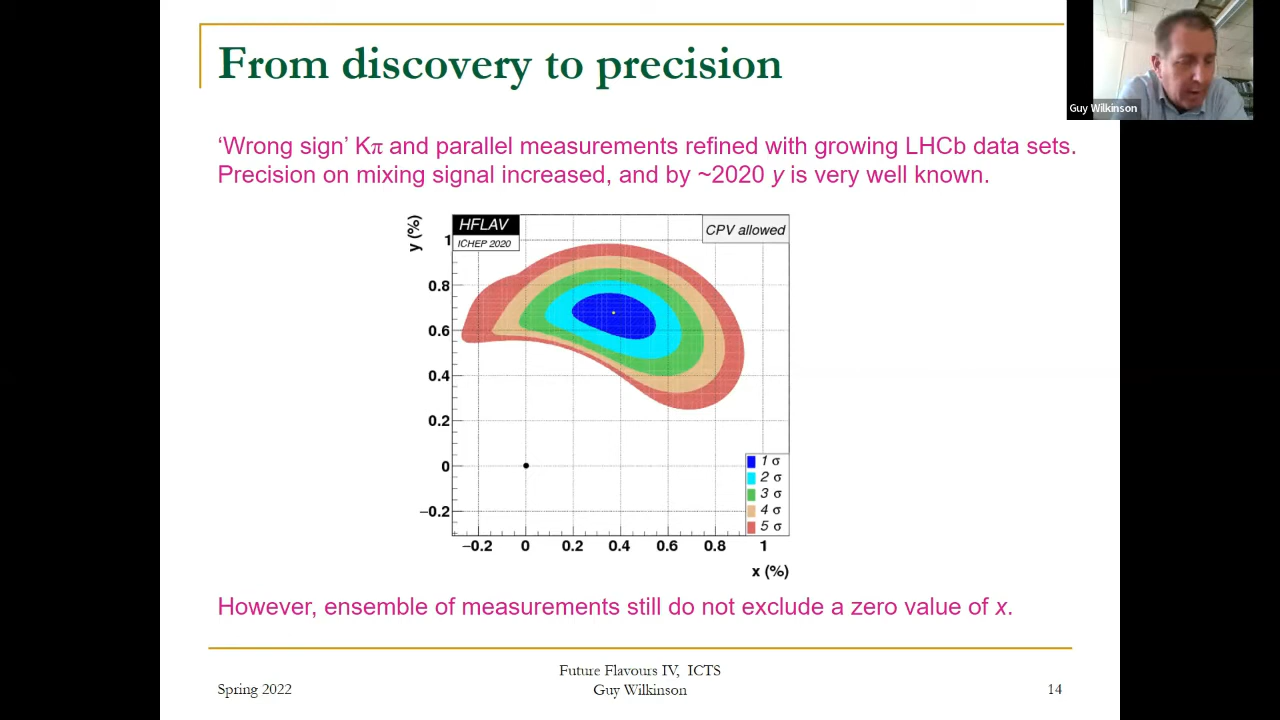 From discovery to precision
Guy Wilkinson
‘Wrong sign’ Kπ and parallel measurements refined with growing LHCb data sets.
Precision on mixing signal increased, and by ~2020 y is very well known.
y (%)
HFLAV
ICHEP 2020
CPV allowed
1
0.8
0.6
0.4
0.2
0
−0.2
1 σ
2 σ
3 σ
4 σ
5 σ
−0.2 0 0.2 0.4 0.6 0.8 1
x (%)
However, ensemble of measurements still do not exclude a zero value of x.
Spring 2022
Future Flavours IV, ICTS
Guy Wilkinson
14